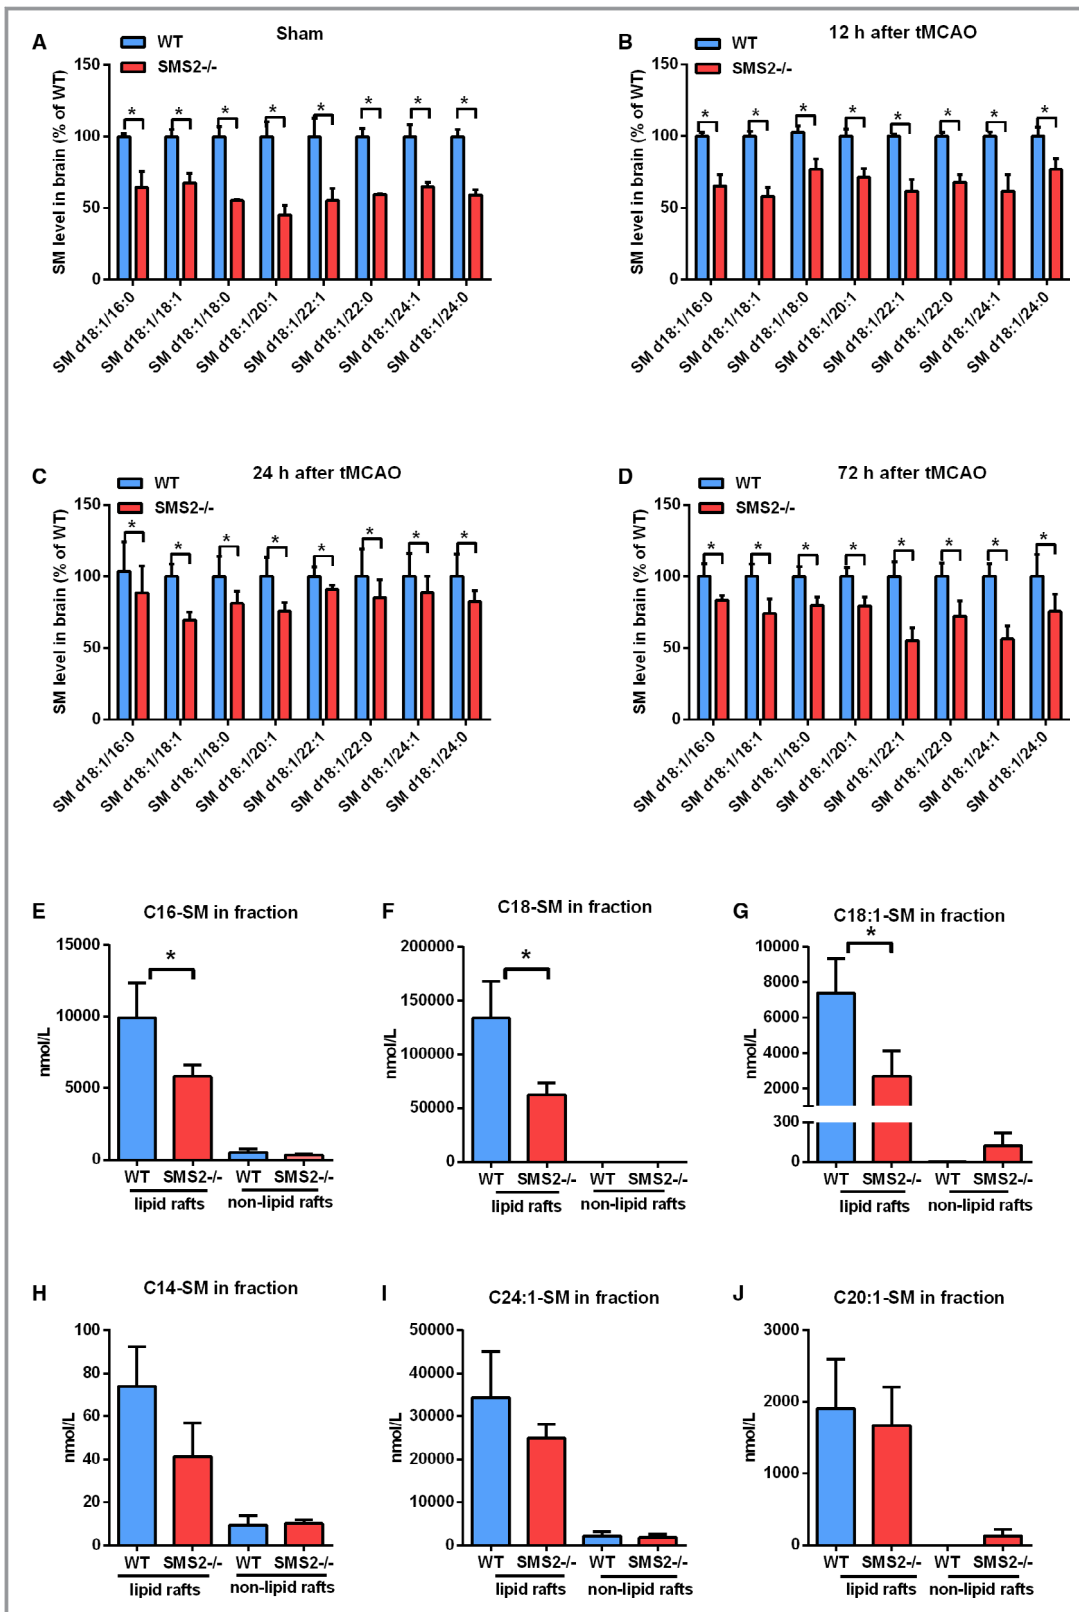 A
Sham
WT
SMS2-/-
SM level in brain (% of WT)
150
100
50
0
* * * * * * * *
SM d18:1/16:0
SM d18:1/18:1
SM d18:1/18:0
SM d18:1/20:1
SM d18:1/22:1
SM d18:1/22:0
SM d18:1/24:1
SM d18:1/24:0
B
12 h after tMCAO
WT
SMS2-/-
SM level in brain (% of WT)
150
100
50
0
* * * * * * * *
SM d18:1/16:0
SM d18:1/18:1
SM d18:1/18:0
SM d18:1/20:1
SM d18:1/22:1
SM d18:1/22:0
SM d18:1/24:1
SM d18:1/24:0
C
24 h after tMCAO
WT
SMS2-/-
SM level in brain (% of WT)
150
100
50
0
* * * * * * * *
SM d18:1/16:0
SM d18:1/18:1
SM d18:1/18:0
SM d18:1/20:1
SM d18:1/22:1
SM d18:1/22:0
SM d18:1/24:1
SM d18:1/24:0
D
72 h after tMCAO
WT
SMS2-/-
SM level in brain (% of WT)
150
100
50
0
* * * * * * * *
SM d18:1/16:0
SM d18:1/18:1
SM d18:1/18:0
SM d18:1/20:1
SM d18:1/22:1
SM d18:1/22:0
SM d18:1/24:1
SM d18:1/24:0
E
C16-SM in fraction
nmol/L
15000
10000
5000
0
*
WT SMS2-/- WT SMS2-/-
lipid rafts non-lipid rafts
F
C18-SM in fraction
nmol/L
200000
150000
100000
50000
0
*
WT SMS2-/- WT SMS2-/-
lipid rafts non-lipid rafts
G
C18:1-SM in fraction
nmol/L
10000
8000
6000
4000
2000
300
0
*
WT SMS2-/- WT SMS2-/-
lipid rafts non-lipid rafts
H
C14-SM in fraction
nmol/L
100
80
60
40
20
0
WT SMS2-/- WT SMS2-/-
lipid rafts non-lipid rafts
I
C24:1-SM in fraction
nmol/L
50000
40000
30000
20000
10000
0
WT SMS2-/- WT SMS2-/-
lipid rafts non-lipid rafts
J
C20:1-SM in fraction
nmol/L
3000
2000
1000
0
WT SMS2-/- WT SMS2-/-
lipid rafts non-lipid rafts